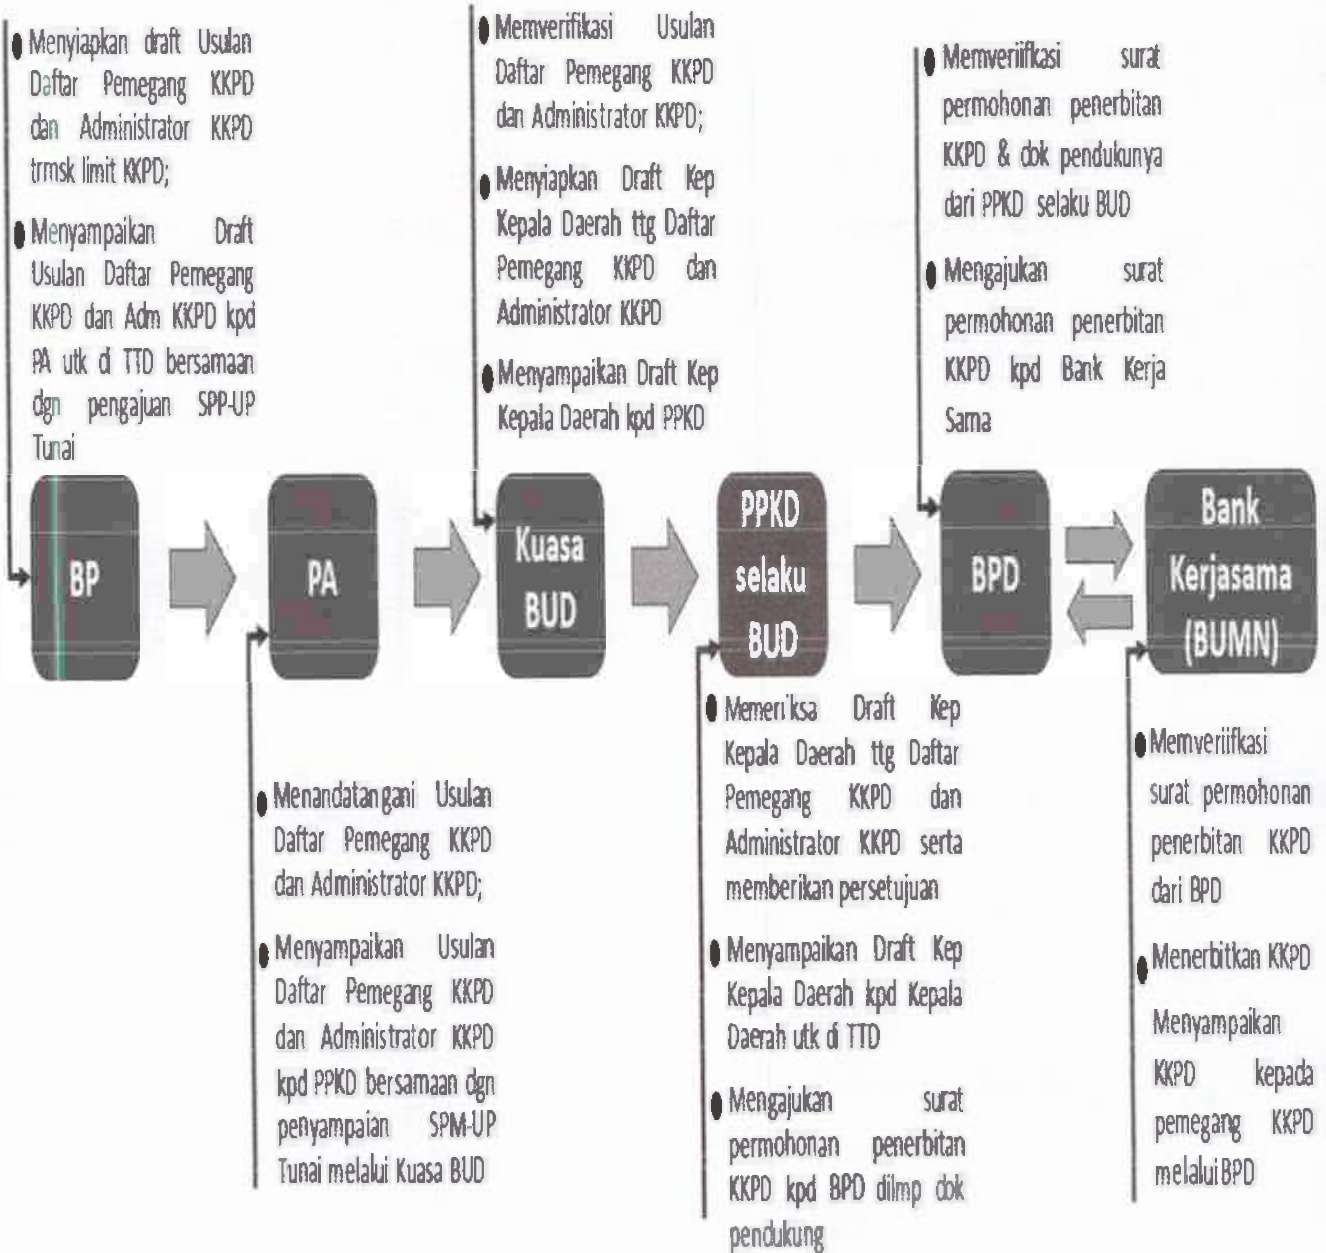 Menyiapkan draft Usulan
Daftar Pemegang KKPD
dan Administrator KKPD
trmsk limit KKPD;
Menyampaikan Draft
Usulan Daftar Pemegang
KKPD dan Adm KKPD kpd
PA utk di TTD bersamaan
dgn pengajuan SPP-UP
Tunai
Memverifikasi Usulan
Daftar Pemegang KKPD
dan Administrator KKPD;
Menyiapkan Draft Kep
Kepala Daerah ttg Daftar
Pemegang KKPD dan
Administrator KKPD
Menyampaikan Draft Kep
Kepala Daerah kpd PPKD
Memveriifkasi surat
permohonan penerbitan
KKPD & dok pendukunya
dari PPKD selaku BUD
Mengajukan surat
permohonan penerbitan
KKPD kpd Bank Kerja
Sama
BP
PA
Kuasa
BUD
PPKD
selaku
BUD
BPD
Bank
Kerjasama
(BUMN)
Menandatangani Usulan
Daftar Pemegang KKPD
dan Administrator KKPD;
Menyampaikan Usulan
Daftar Pemegang KKPD
dan Administrator KKPD
kpd PPKD bersamaan dgn
penyampaian SPM-UP
Tunai melalui Kuasa BUD
Memeriksa Draft Kep
Kepala Daerah ttg Daftar
Pemegang KKPD dan
Administrator KKPD serta
memberikan persetujuan
Menyampaikan Draft Kep
Kepala Daerah kpd Kepala
Daerah utk di TTD
Mengajukan surat
permohonan penerbitan
KKPD kpd BPD dilmp dok
pendukung
Memveriifkasi
surat permohonan
penerbitan KKPD
dari BPD
Menerbitkan KKPD
Menyampaikan
KKPD kepada
pemegang KKPD
melalui BPD